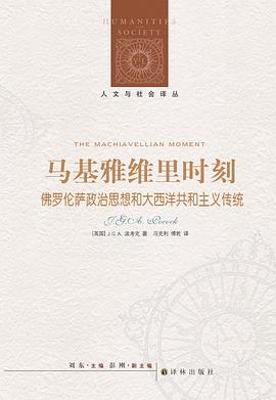 HUMANITIES
SOCIETY
人文与社会译丛
THE MACHIAVELLIAN MOMENT
马基雅维里时刻
佛罗伦萨政治思想和大西洋共和主义传统
J.G.A. Pocock
[英国] J.G.A. 波考克 著 冯克利 傅乾 译
刘东·主编 彭刚·副主编
译林出版社